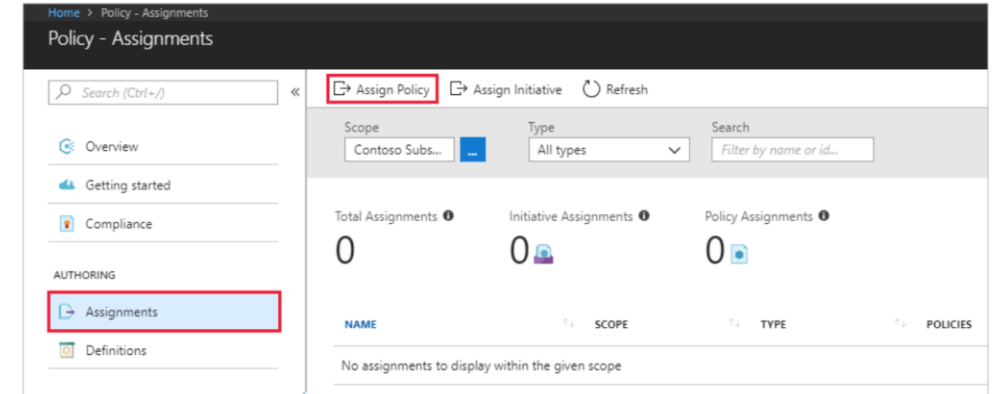 Home > Policy - Assignments
Policy - Assignments
Search (Ctrl+/)
«
Overview
Getting started
Compliance
AUTHORING
Assignments
Definitions
Assign Policy Assign Initiative Refresh
Scope Type Search
Contoso Subs... ... All types Filter by name or id...
Total Assignments Initiative Assignments Policy Assignments
0 0 0
NAME SCOPE TYPE POLICIES
No assignments to display within the given scope